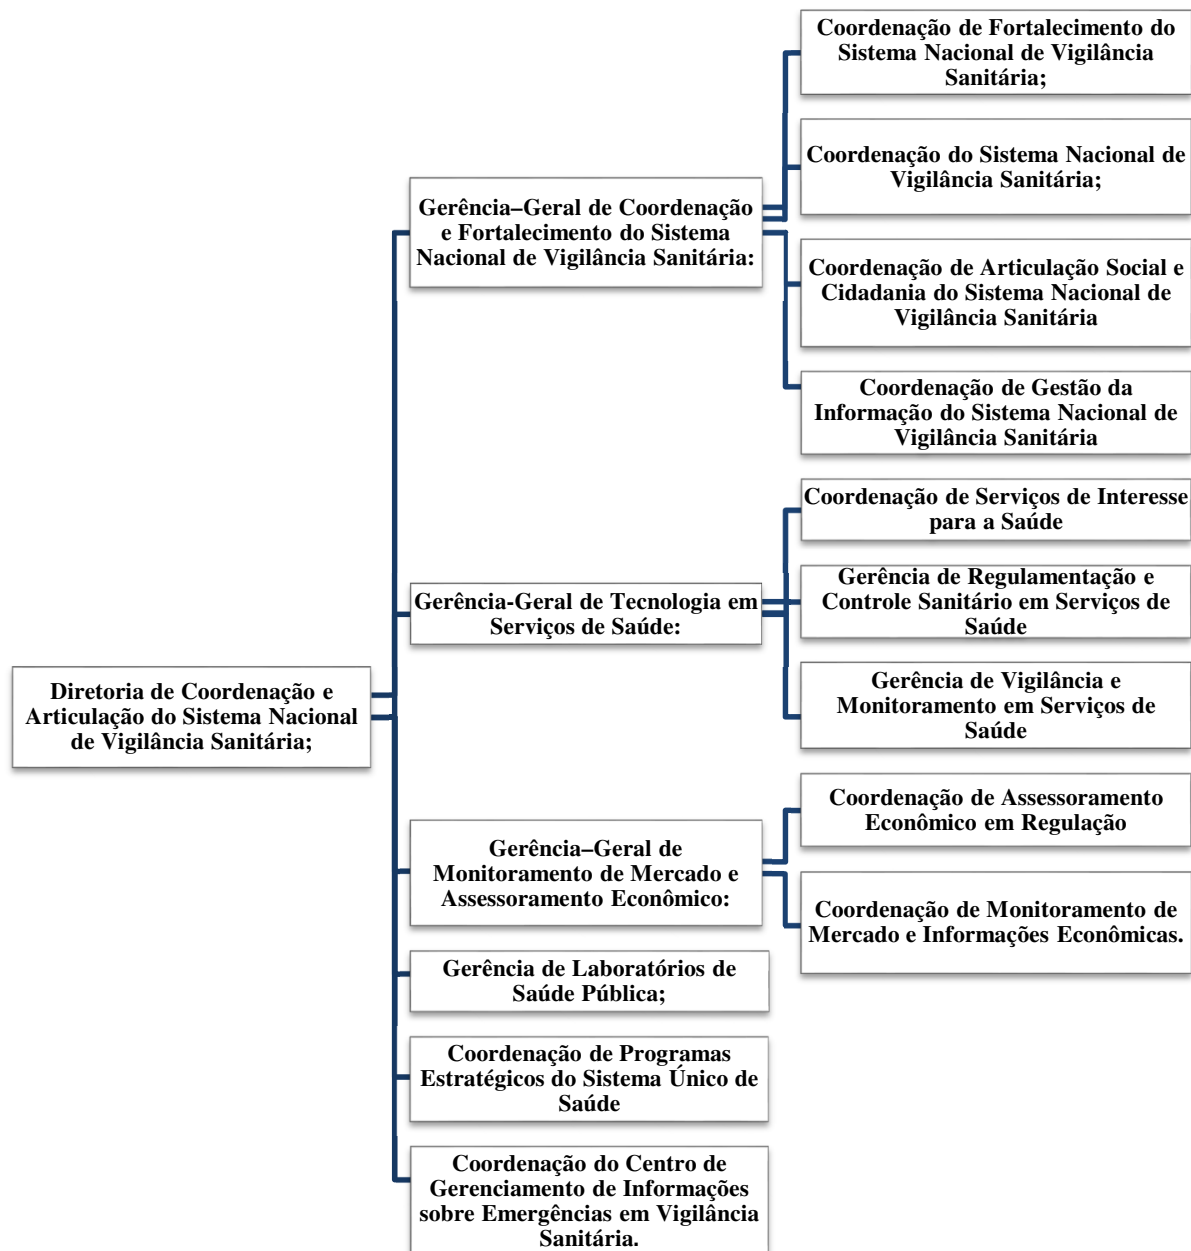 Diretoria de Coordenação e
Articulação do Sistema Nacional
de Vigilância Sanitária;
Gerência–Geral de Coordenação
e Fortalecimento do Sistema
Nacional de Vigilância Sanitária:
Coordenação de Fortalecimento do
Sistema Nacional de Vigilância
Sanitária;
Coordenação do Sistema Nacional de
Vigilância Sanitária;
Coordenação de Articulação Social e
Cidadania do Sistema Nacional de
Vigilância Sanitária
Coordenação de Gestão da
Informação do Sistema Nacional de
Vigilância Sanitária
Gerência-Geral de Tecnologia em
Serviços de Saúde:
Coordenação de Serviços de Interesse
para a Saúde
Gerência de Regulamentação e
Controle Sanitário em Serviços de
Saúde
Gerência de Vigilância e
Monitoramento em Serviços de
Saúde
Gerência–Geral de
Monitoramento de Mercado e
Assessoramento Econômico:
Coordenação de Assessoramento
Econômico em Regulação
Coordenação de Monitoramento de
Mercado e Informações Econômicas.
Gerência de Laboratórios de
Saúde Pública;
Coordenação de Programas
Estratégicos do Sistema Único de
Saúde
Coordenação do Centro de
Gerenciamento de Informações
sobre Emergências em Vigilância
Sanitária.